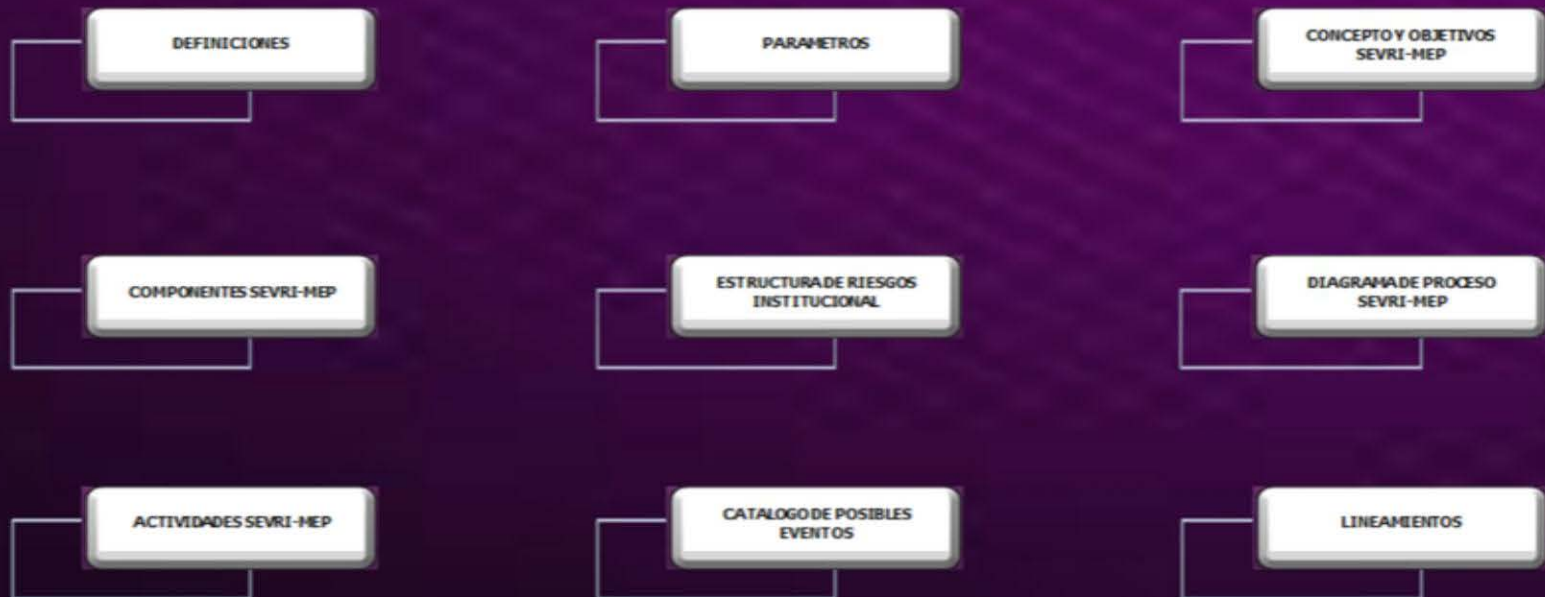 DEFINICIONES
PARAMETROS
CONCEPTO Y OBJETIVOS
SEVRI-MEP
COMPONENTES SEVRI-MEP
ESTRUCTURA DE RIESGOS
INSTITUCIONAL
DIAGRAMA DE PROCESO
SEVRI-MEP
ACTIVIDADES SEVRI-MEP
CATALOGO DE POSIBLES
EVENTOS
LINEAMIENTOS